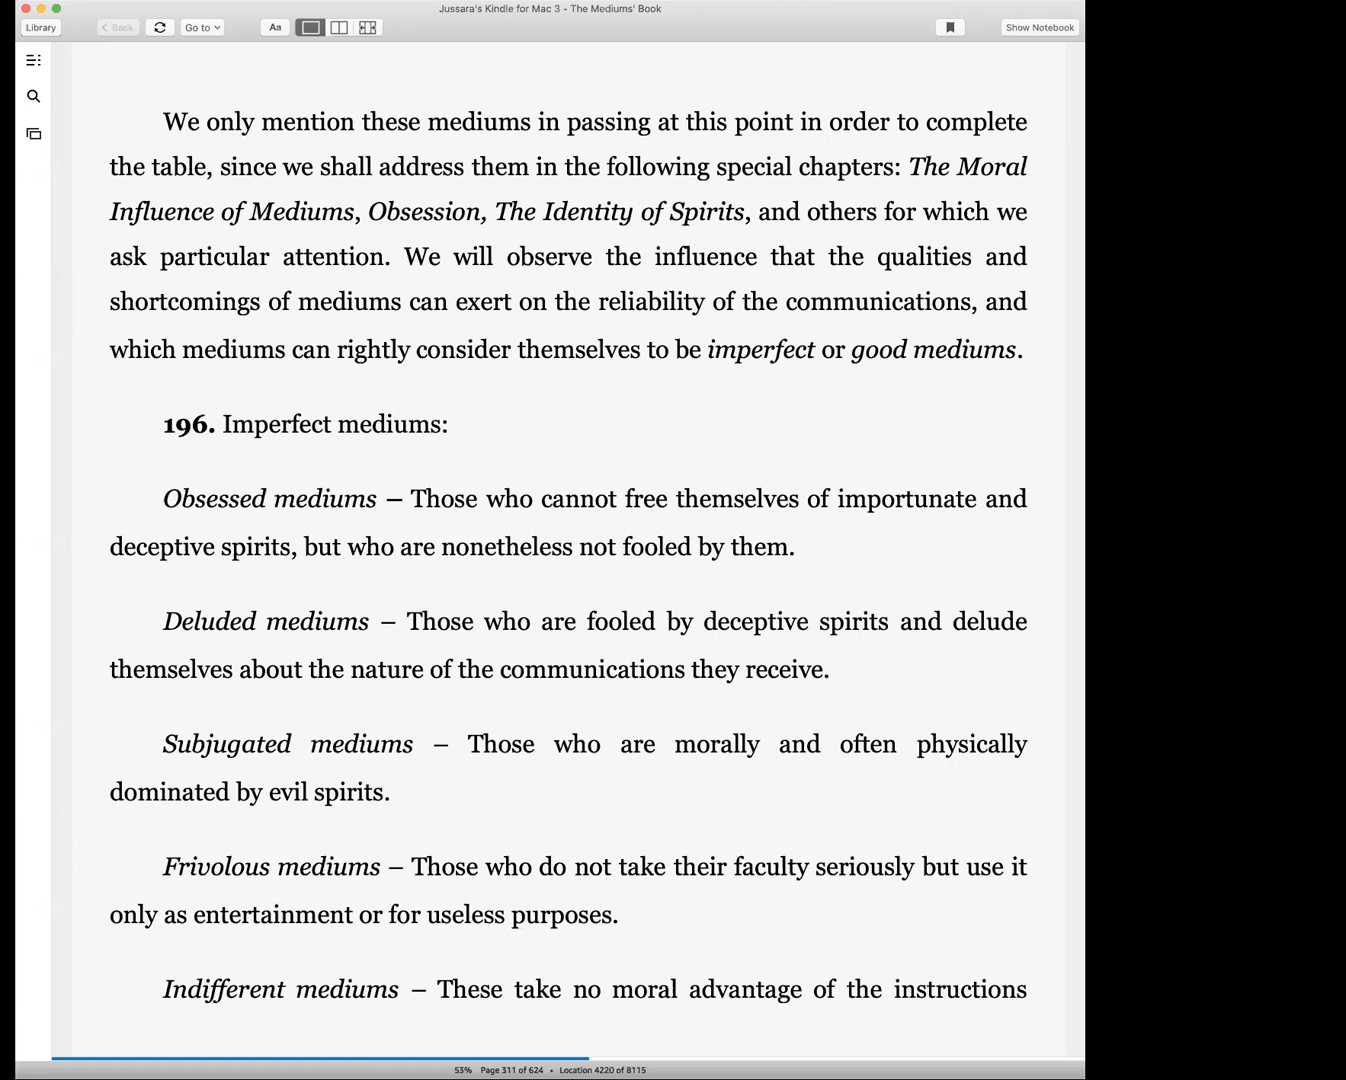 Jussara's Kindle for Mac 3 - The Mediums' Book
Library
< Back
Go to
Aa
Show Notebook
We only mention these mediums in passing at this point in order to complete
the table, since we shall address them in the following special chapters: The Moral
Influence of Mediums, Obsession, The Identity of Spirits, and others for which we
ask particular attention. We will observe the influence that the qualities and
shortcomings of mediums can exert on the reliability of the communications, and
which mediums can rightly consider themselves to be imperfect or good mediums.
196. Imperfect mediums:
Obsessed mediums – Those who cannot free themselves of importunate and
deceptive spirits, but who are nonetheless not fooled by them.
Deluded mediums – Those who are fooled by deceptive spirits and delude
themselves about the nature of the communications they receive.
Subjugated mediums – Those who are morally and often physically
dominated by evil spirits.
Frivolous mediums – Those who do not take their faculty seriously but use it
only as entertainment or for useless purposes.
Indifferent mediums – These take no moral advantage of the instructions
53% Page 311 of 624 • Location 4220 of 8115